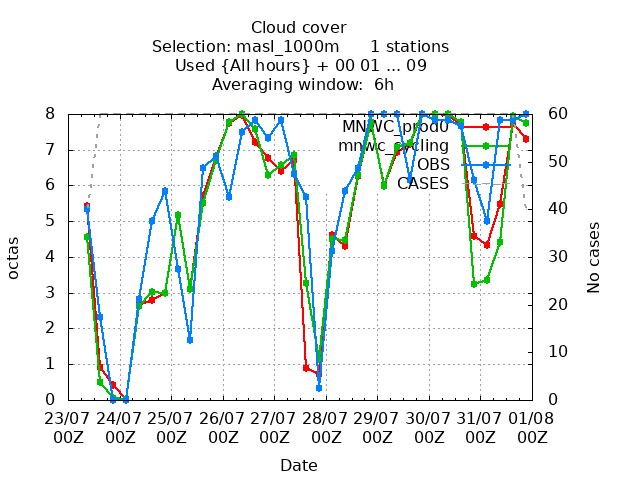 Cloud cover
Selection: masl_1000m 1 stations
Used {All hours} + 00 01 ... 09
Averaging window: 6h
MNWC_prod0
mnwc_cycling
OBS
CASES
octas
8
7
6
5
4
3
2
1
0
No cases
60
50
40
30
20
10
0
23/07 24/07 25/07 26/07 27/07 28/07 29/07 30/07 31/07 01/08
00Z 00Z 00Z 00Z 00Z 00Z 00Z 00Z 00Z 00Z
Date